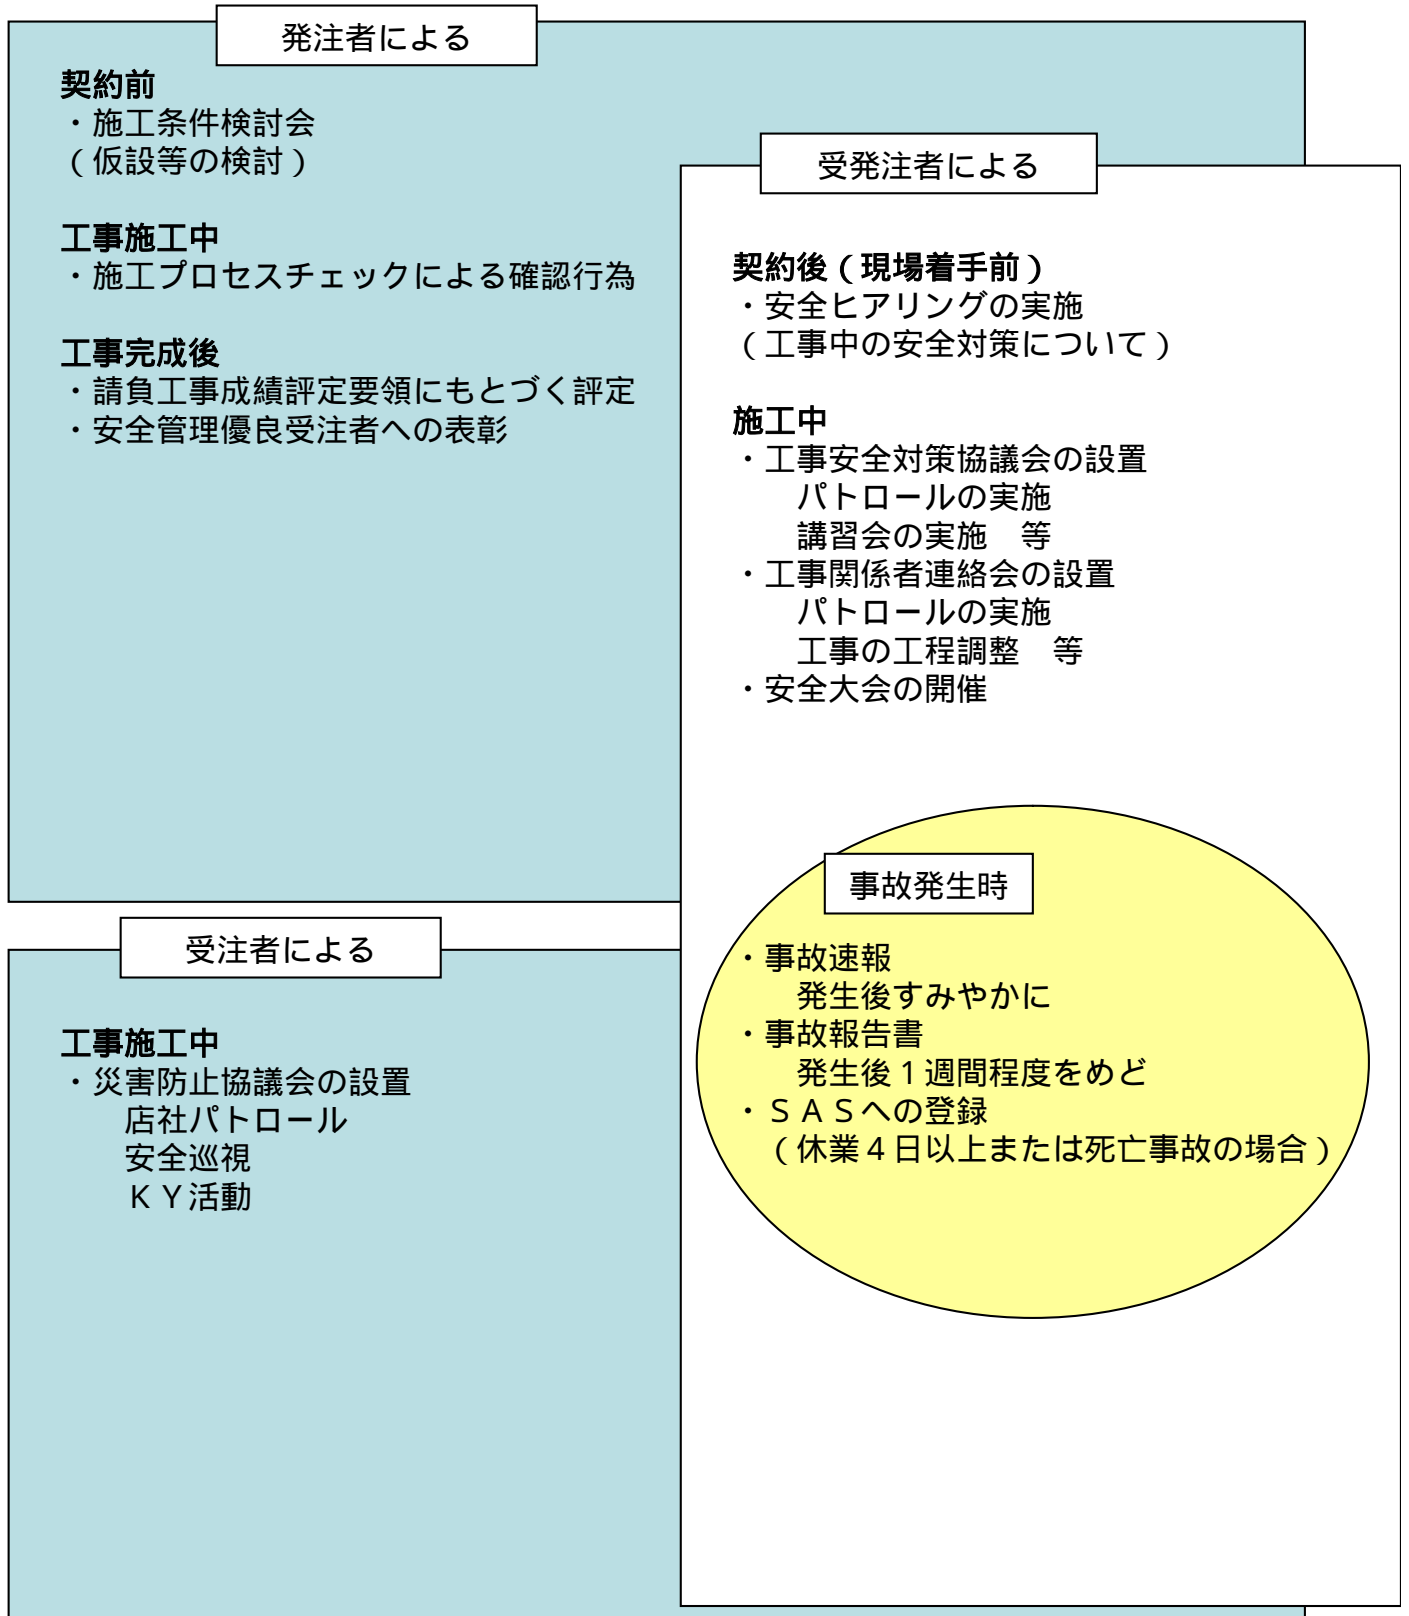 発注者による
契約前
・施工条件検討会
（仮設等の検討）
工事施工中
・施工プロセスチェックによる確認行為
工事完成後
・請負工事成績評定要領にもとづく評定
・安全管理優良受注者への表彰
受発注者による
契約後（現場着手前）
・安全ヒアリングの実施
（工事中の安全対策について）
施工中
・工事安全対策協議会の設置
パトロールの実施
講習会の実施　等
・工事関係者連絡会の設置
パトロールの実施
工事の工程調整　等
・安全大会の開催
事故発生時
・事故速報
発生後すみやかに
・事故報告書
発生後１週間程度をめど
・ＳＡＳへの登録
（休業４日以上または死亡事故の場合）
受注者による
工事施工中
・災害防止協議会の設置
店社パトロール
安全巡視
ＫＹ活動